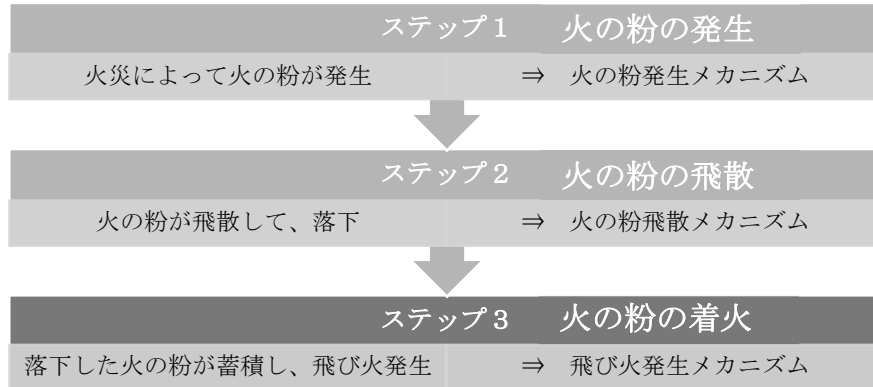 ステップ１　火の粉の発生
火災によって火の粉が発生　⇒　火の粉発生メカニズム
ステップ２　火の粉の飛散
火の粉が飛散して、落下　⇒　火の粉飛散メカニズム
ステップ３　火の粉の着火
落下した火の粉が蓄積し、飛び火発生　⇒　飛び火発生メカニズム